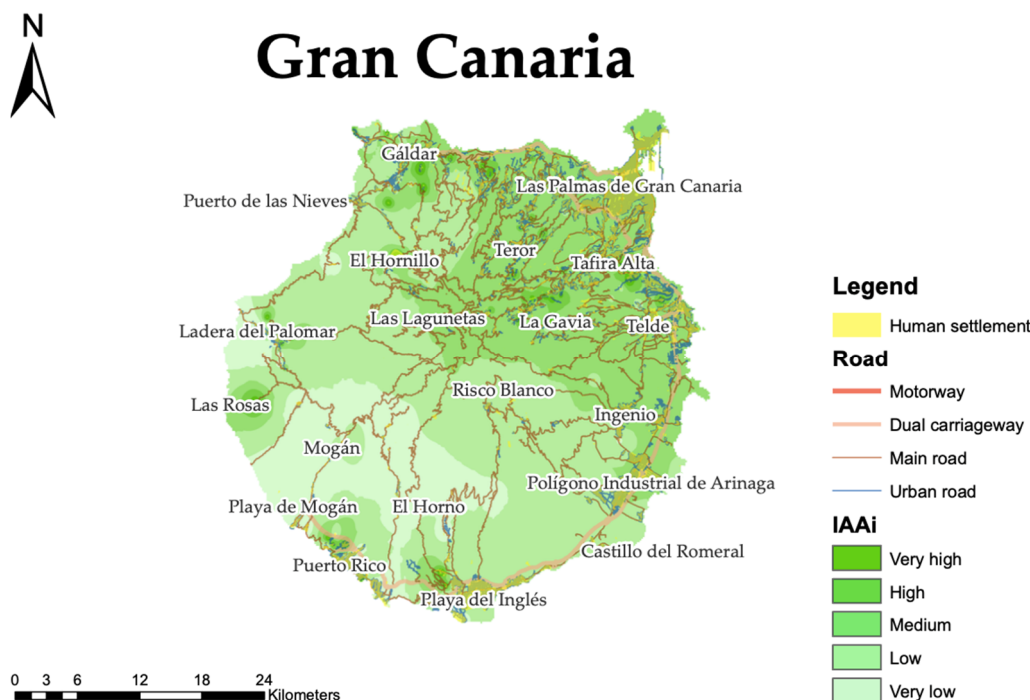 N
Gran Canaria
Gáldar
Las Palmas de Gran Canaria
Puerto de las Nieves
Teror
El Hornillo
Tafira Alta
Las Lagunetas
La Gavia
Telde
Ladera del Palomar
Risco Blanco
Las Rosas
Ingenio
Mogán
Polígono Industrial de Arinaga
Playa de Mogán
El Horno
Castillo del Romeral
Puerto Rico
Playa del Inglés
Legend
Human settlement
Road
Motorway
Dual carriageway
Main road
Urban road
IAAi
Very high
High
Medium
Low
Very low
0 3 6 12 18 24
Kilometers